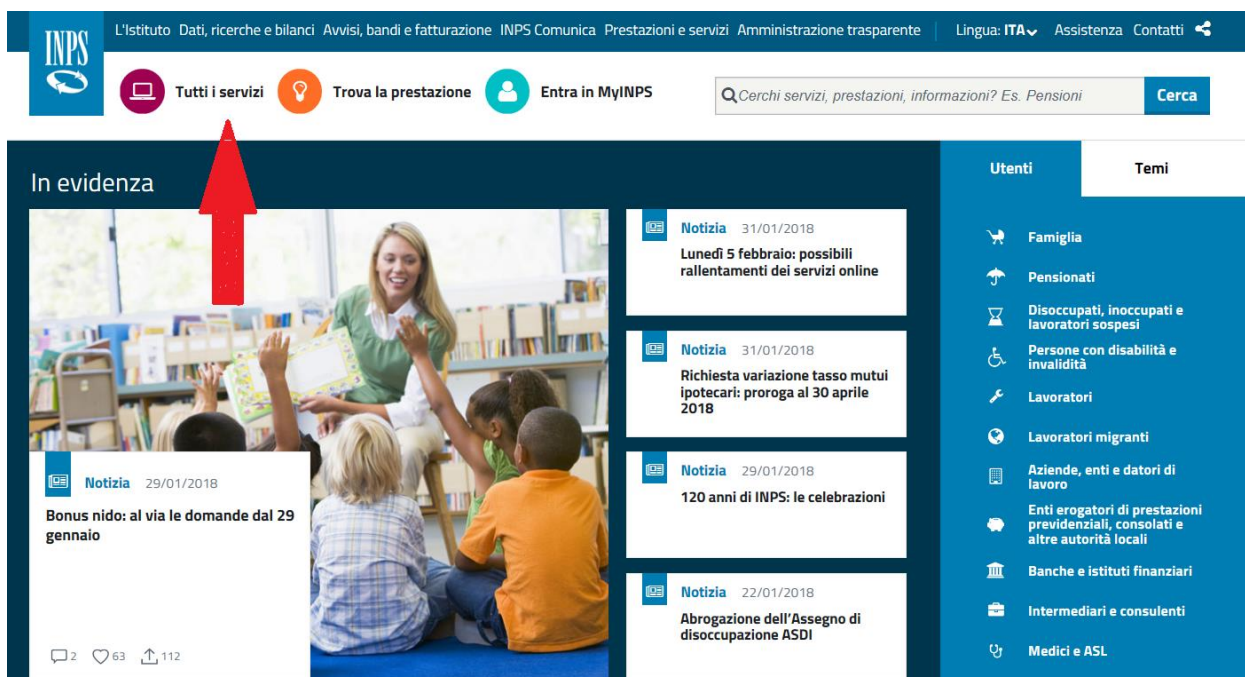 INPS
L'Istituto Dati, ricerche e bilanci Avvisi, bandi e fatturazione INPS Comunica Prestazioni e servizi Amministrazione trasparente Lingua: ITA Assistenza Contatti
Tutti i servizi Trova la prestazione Entra in MyINPS Cerchi servizi, prestazioni, informazioni? Es. Pensioni Cerca
In evidenza
Notizia 29/01/2018
Bonus nido: al via le domande dal 29
gennaio
2 63 112
Notizia 31/01/2018
Lunedì 5 febbraio: possibili
rallentamenti dei servizi online
Notizia 31/01/2018
Richiesta variazione tasso mutui
ipotecari: proroga al 30 aprile
2018
Notizia 29/01/2018
120 anni di INPS: le celebrazioni
Notizia 22/01/2018
Abrogazione dell'Assegno di
disoccupazione ASDI
Utenti Temi
Famiglia
Pensionati
Disoccupati, inoccupati e
lavoratori sospesi
Persone con disabilità e
invalidità
Lavoratori
Lavoratori migranti
Aziende, enti e datori di
lavoro
Enti erogatori di prestazioni
previdenziali, consolati e
altre autorità locali
Banche e istituti finanziari
Intermediari e consulenti
Medici e ASL